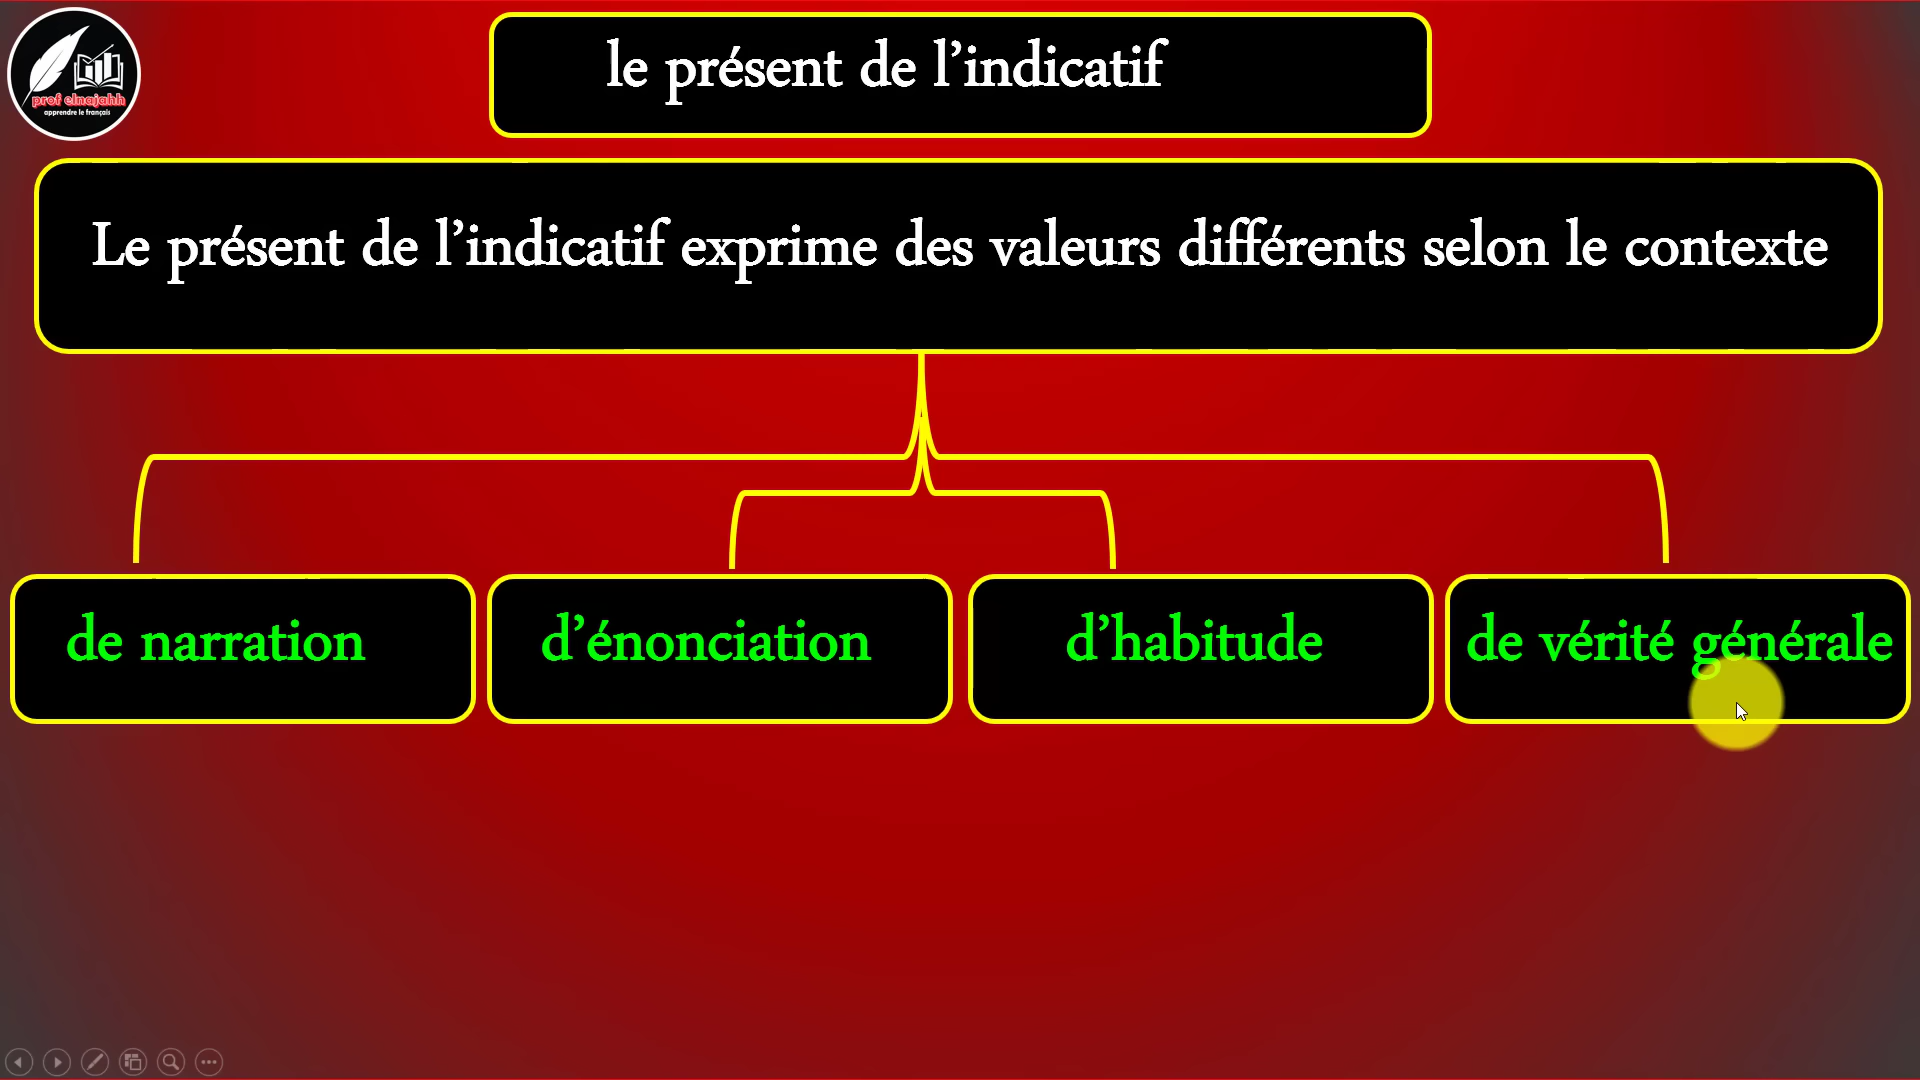 prof elnajahh
apprendre le français
le présent de l’indicatif
Le présent de l’indicatif exprime des valeurs différents selon le contexte
de narration
d’énonciation
d’habitude
de vérité générale